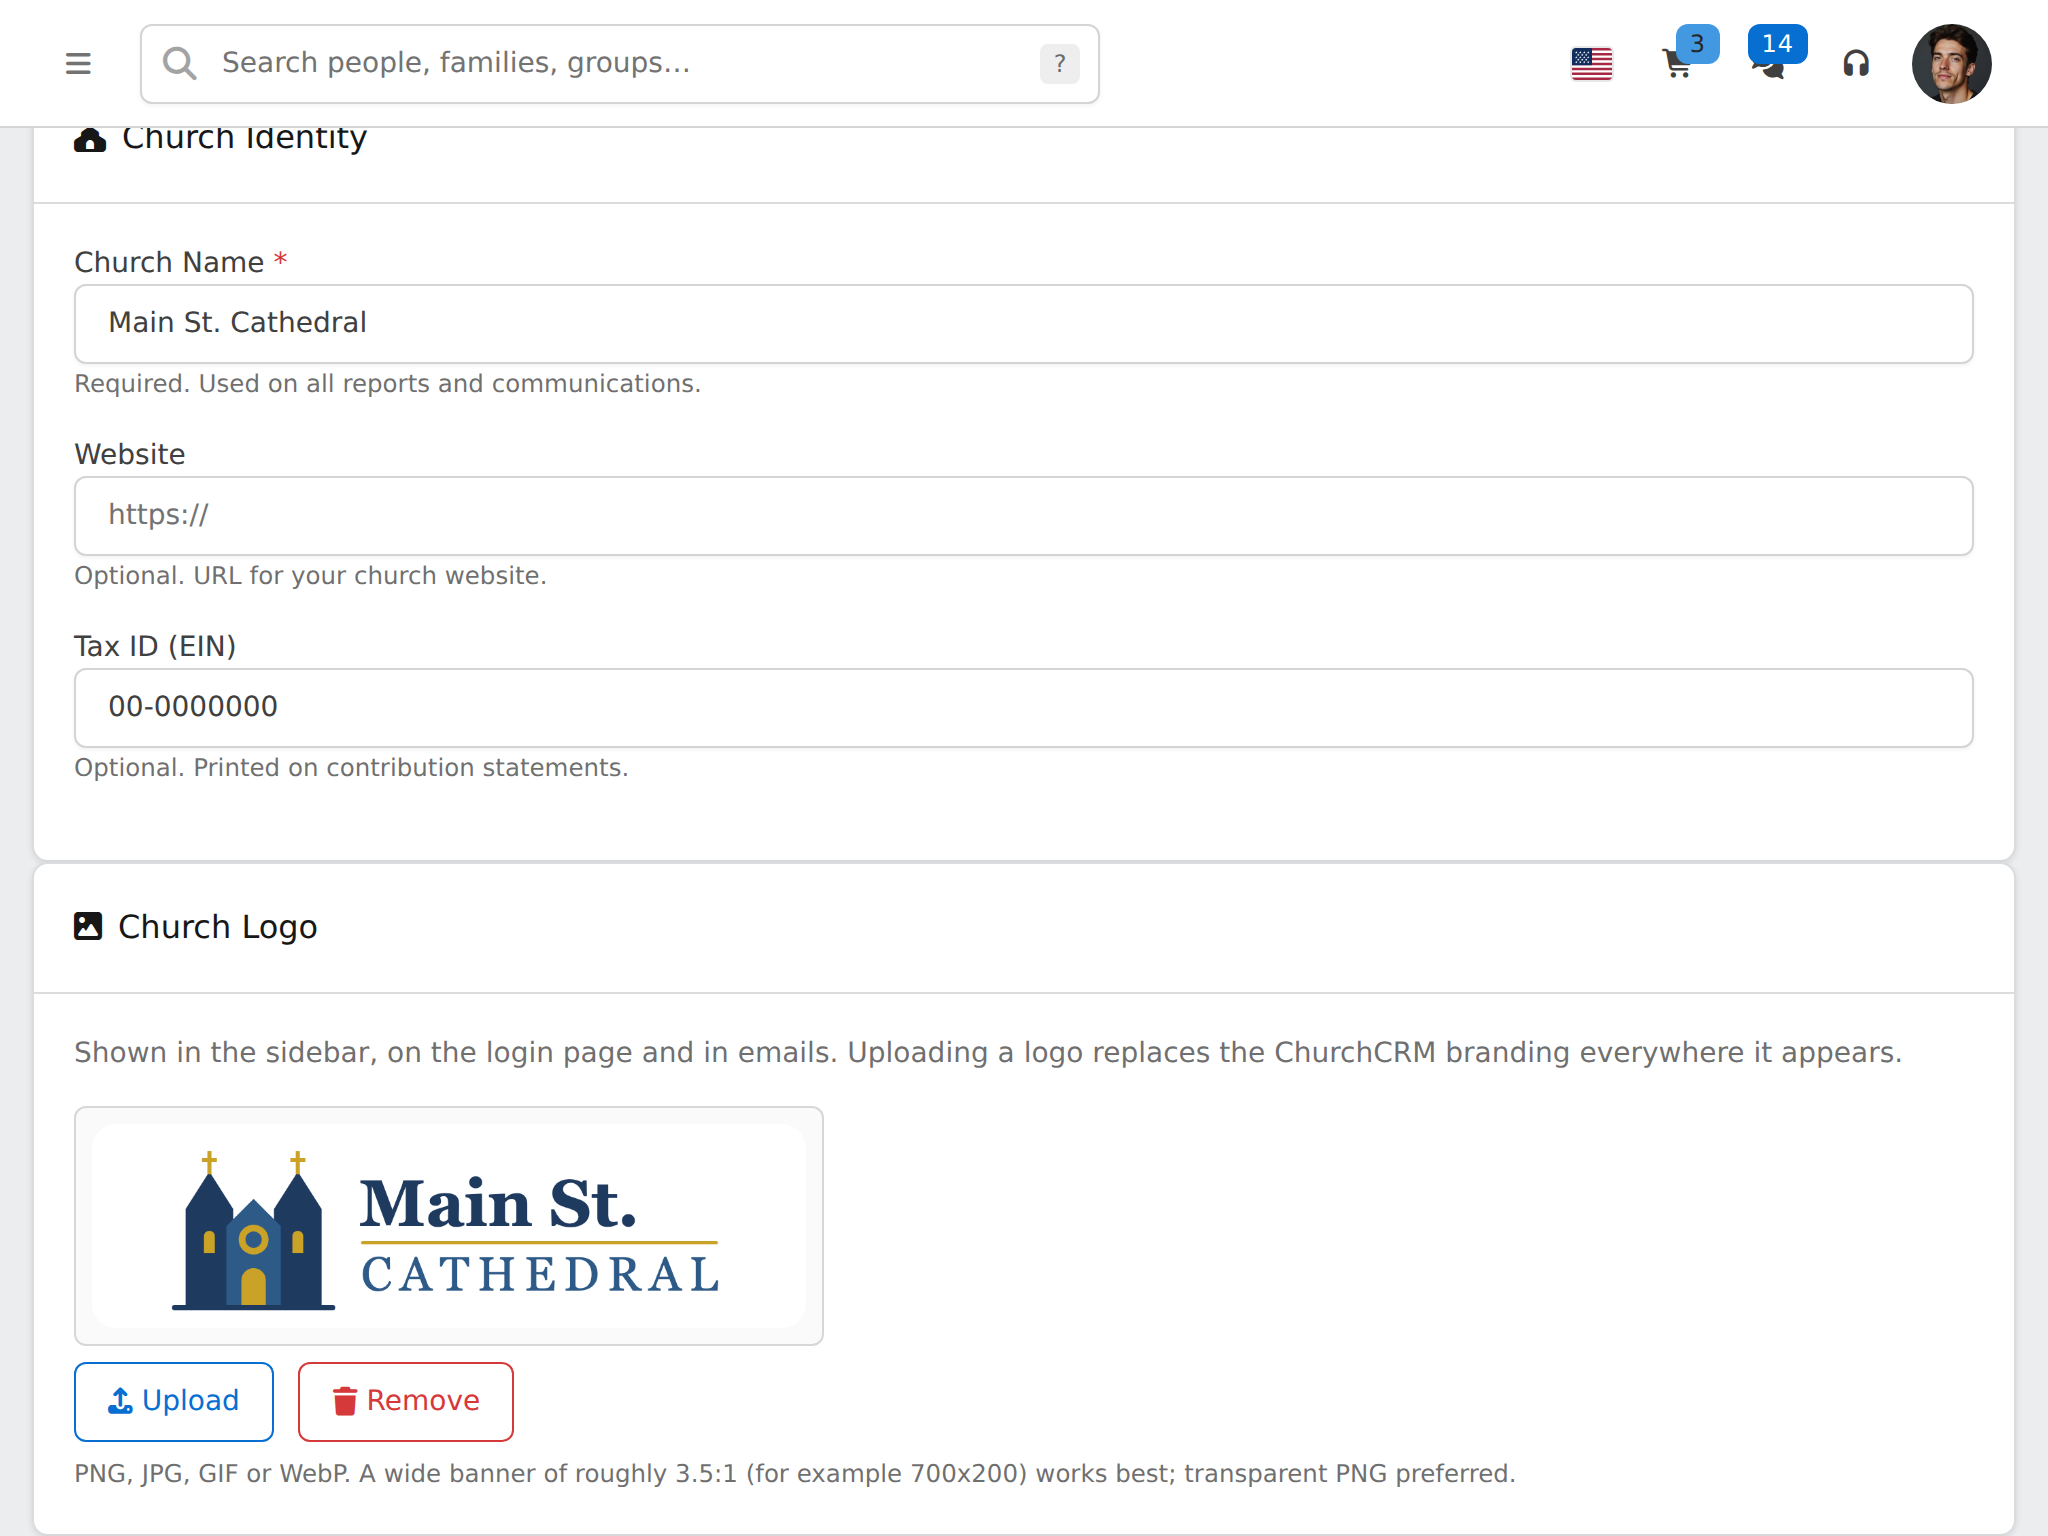 Search people, families, groups...
?
3
14
Church Identity
Church Name *
Main St. Cathedral
Required. Used on all reports and communications.
Website
https://
Optional. URL for your church website.
Tax ID (EIN)
00-0000000
Optional. Printed on contribution statements.
Church Logo
Shown in the sidebar, on the login page and in emails. Uploading a logo replaces the ChurchCRM branding everywhere it appears.
Main St.
CATHEDRAL
Upload
Remove
PNG, JPG, GIF or WebP. A wide banner of roughly 3.5:1 (for example 700x200) works best; transparent PNG preferred.